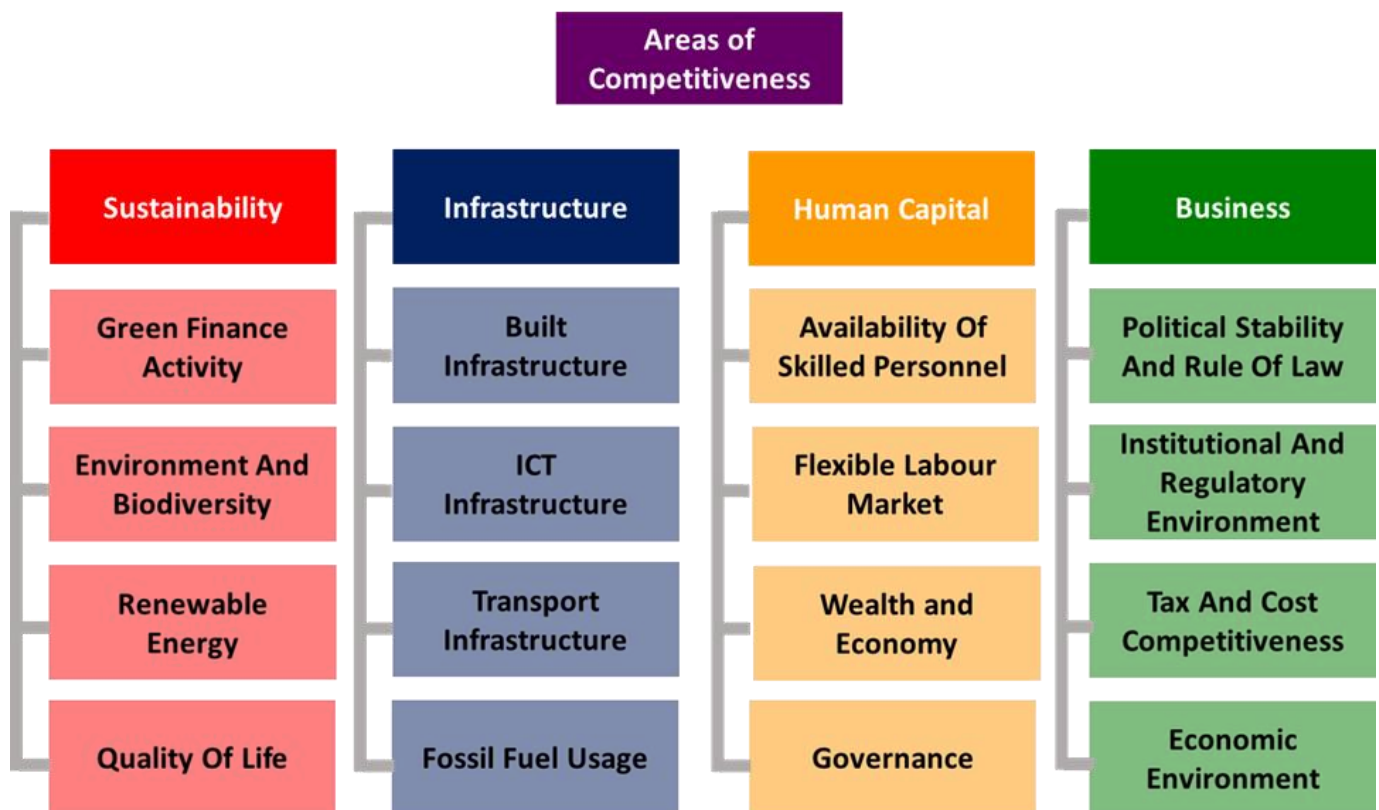 Areas of
Competitiveness
Sustainability
Green Finance
Activity
Environment And
Biodiversity
Renewable
Energy
Quality Of Life
Infrastructure
Built
Infrastructure
ICT
Infrastructure
Transport
Infrastructure
Fossil Fuel Usage
Human Capital
Availability Of
Skilled Personnel
Flexible Labour
Market
Wealth and
Economy
Governance
Business
Political Stability
And Rule Of Law
Institutional And
Regulatory
Environment
Tax And Cost
Competitiveness
Economic
Environment